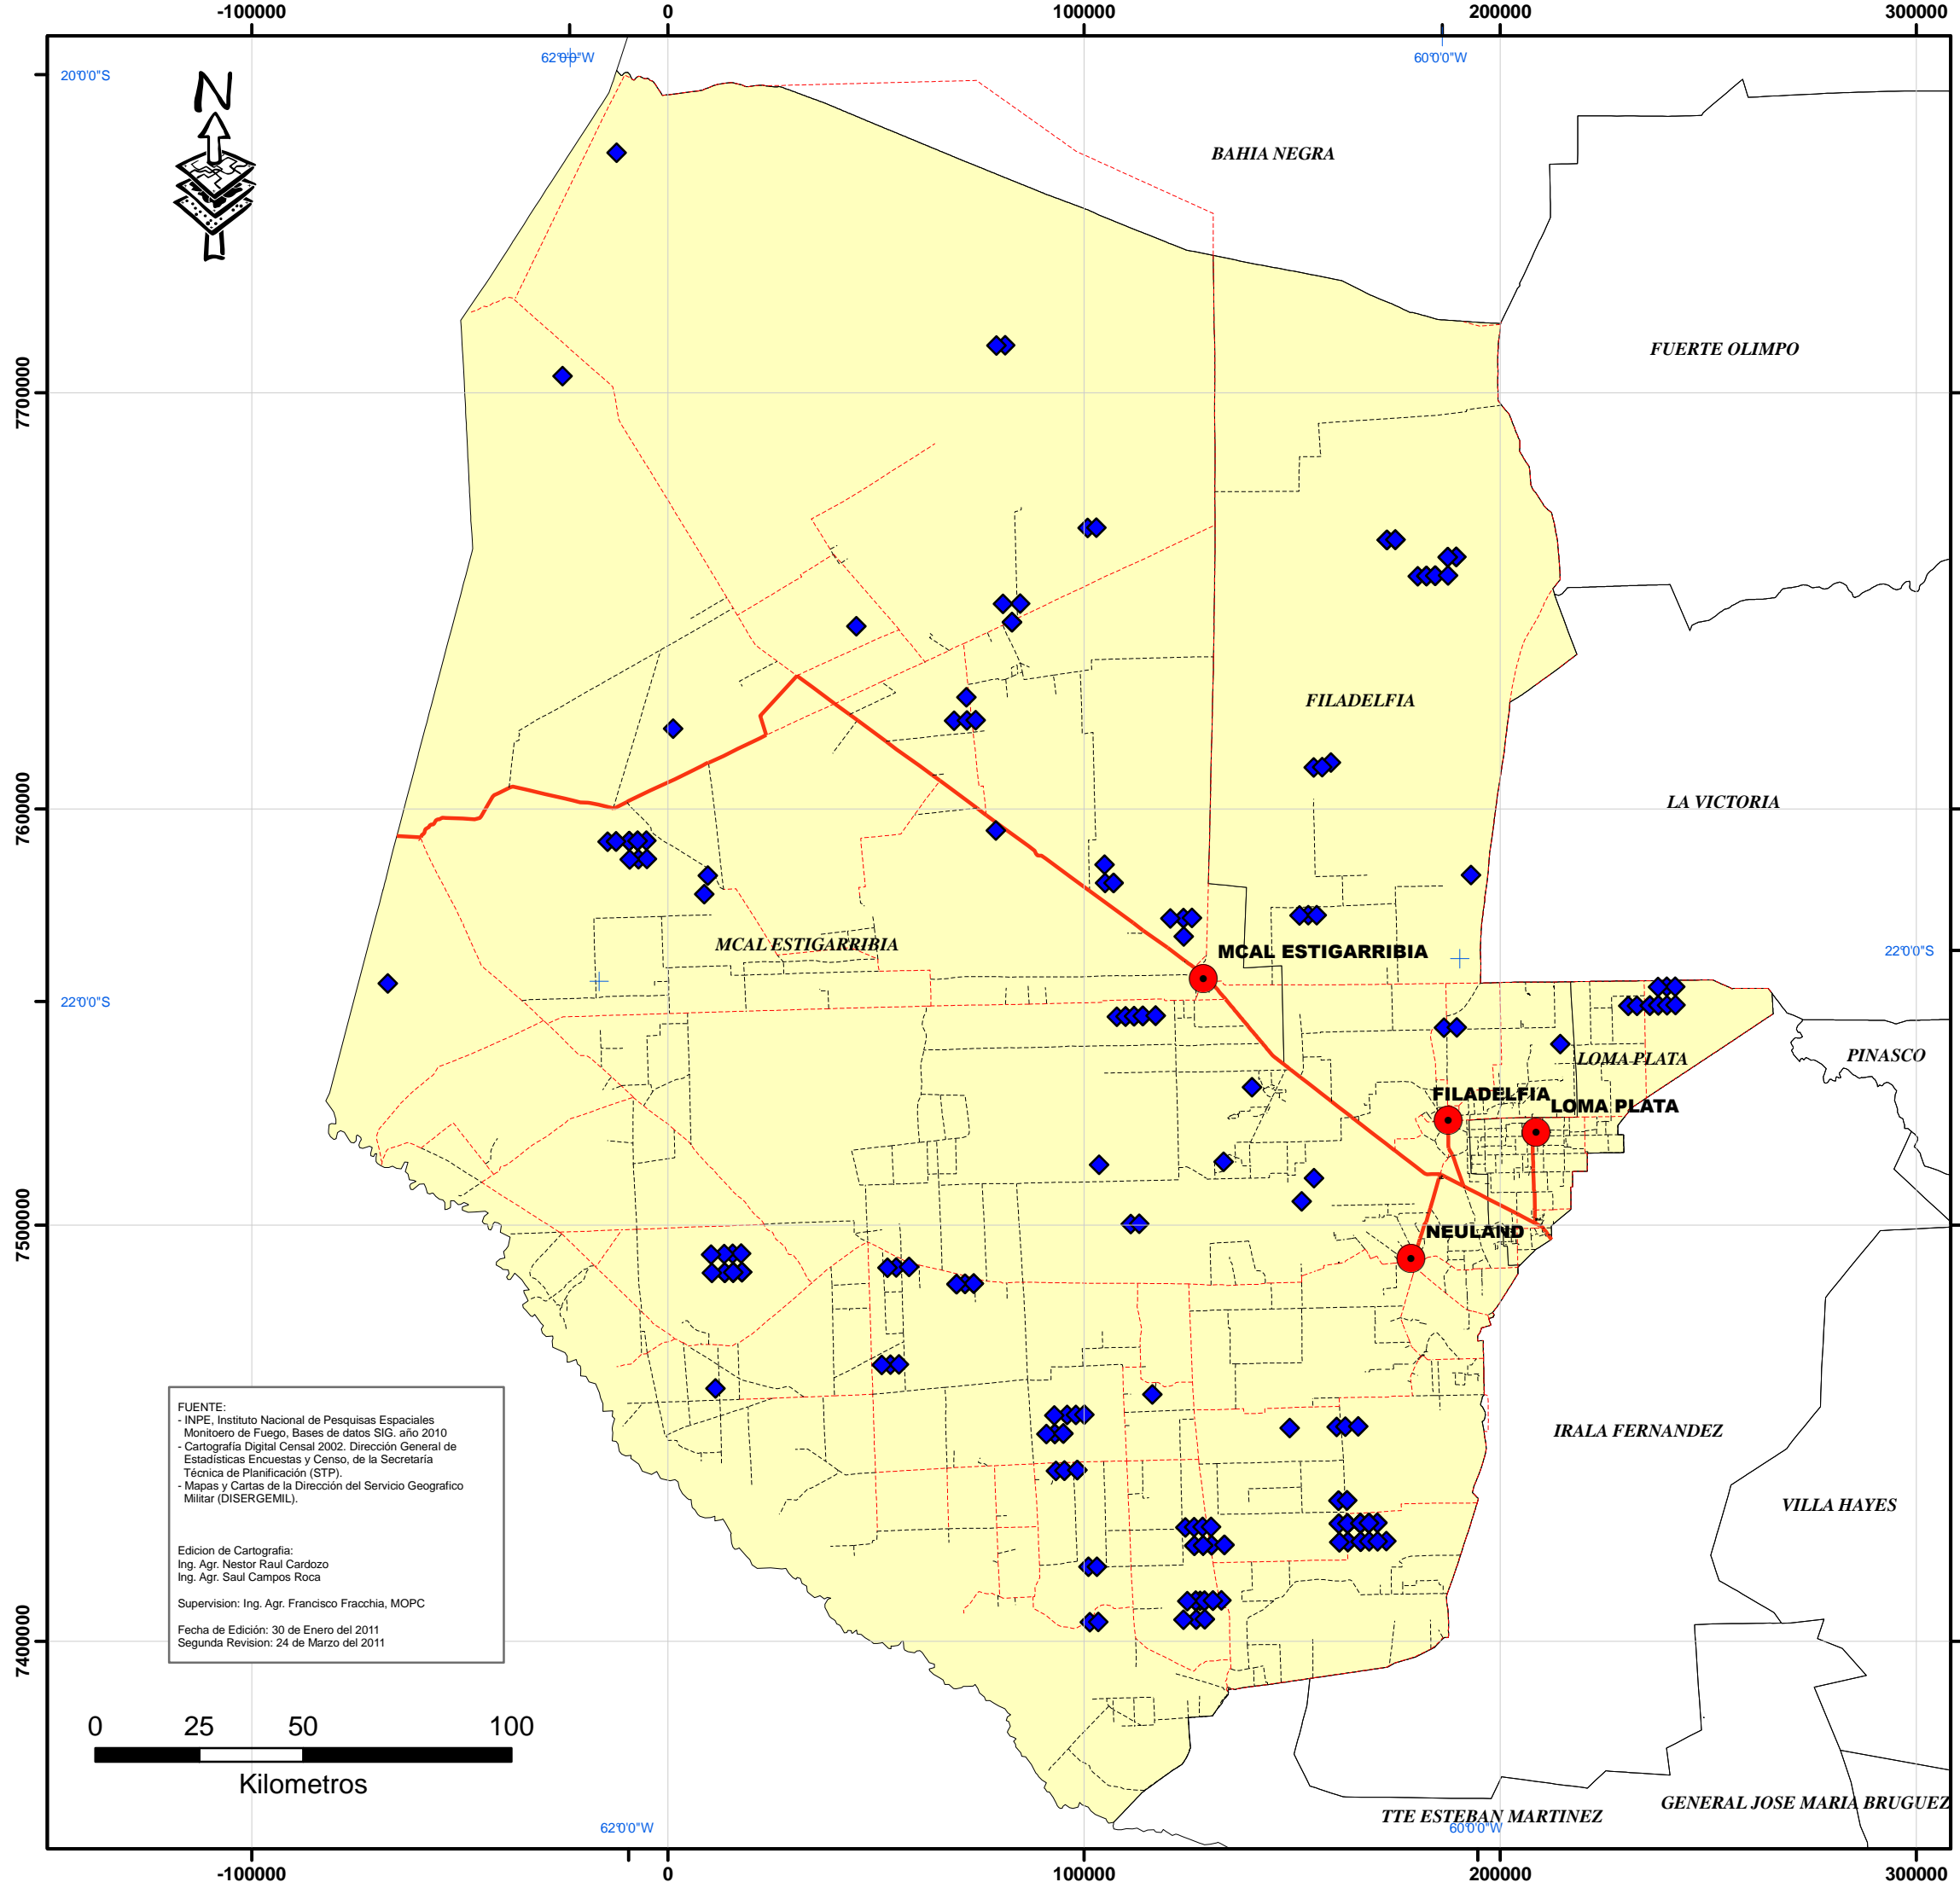 -100000 0 100000 200000 300000
62°0'0"W 60°0'0"W
20°0'0"S
N
BAHIA NEGRA
FUERTE OLIMPO
7700000
FILADELFIA
LA VICTORIA
7600000
MCAL ESTIGARRIBIA
MCAL ESTIGARRIBIA
22°0'0"S
22°0'0"S
LOMA PLATA
PINASCO
FILADELFIA
LOMA PLATA
7500000
NEULAND
FUENTE:
- INPE, Instituto Nacional de Pesquisas Espaciales
Monitoero de Fuego, Bases de datos SIG. año 2010
- Cartografía Digital Censal 2002. Dirección General de
Estadísticas Encuestas y Censo, de la Secretaría
Técnica de Planificación (STP).
- Mapas y Cartas de la Dirección del Servicio Geografico
Militar (DISERGEMIL).
Edicion de Cartografia:
Ing. Agr. Nestor Raul Cardozo
Ing. Agr. Saul Campos Roca
Supervision: Ing. Agr. Francisco Fracchia, MOPC
Fecha de Edición: 30 de Enero del 2011
Segunda Revision: 24 de Marzo del 2011
IRALA FERNANDEZ
VILLA HAYES
7400000
0 25 50 100
Kilometros
TTE ESTEBAN MARTINEZ
GENERAL JOSE MARIA BRUGUEZ
62°0'0"W 60°0'0"W
-100000 0 100000 200000 300000